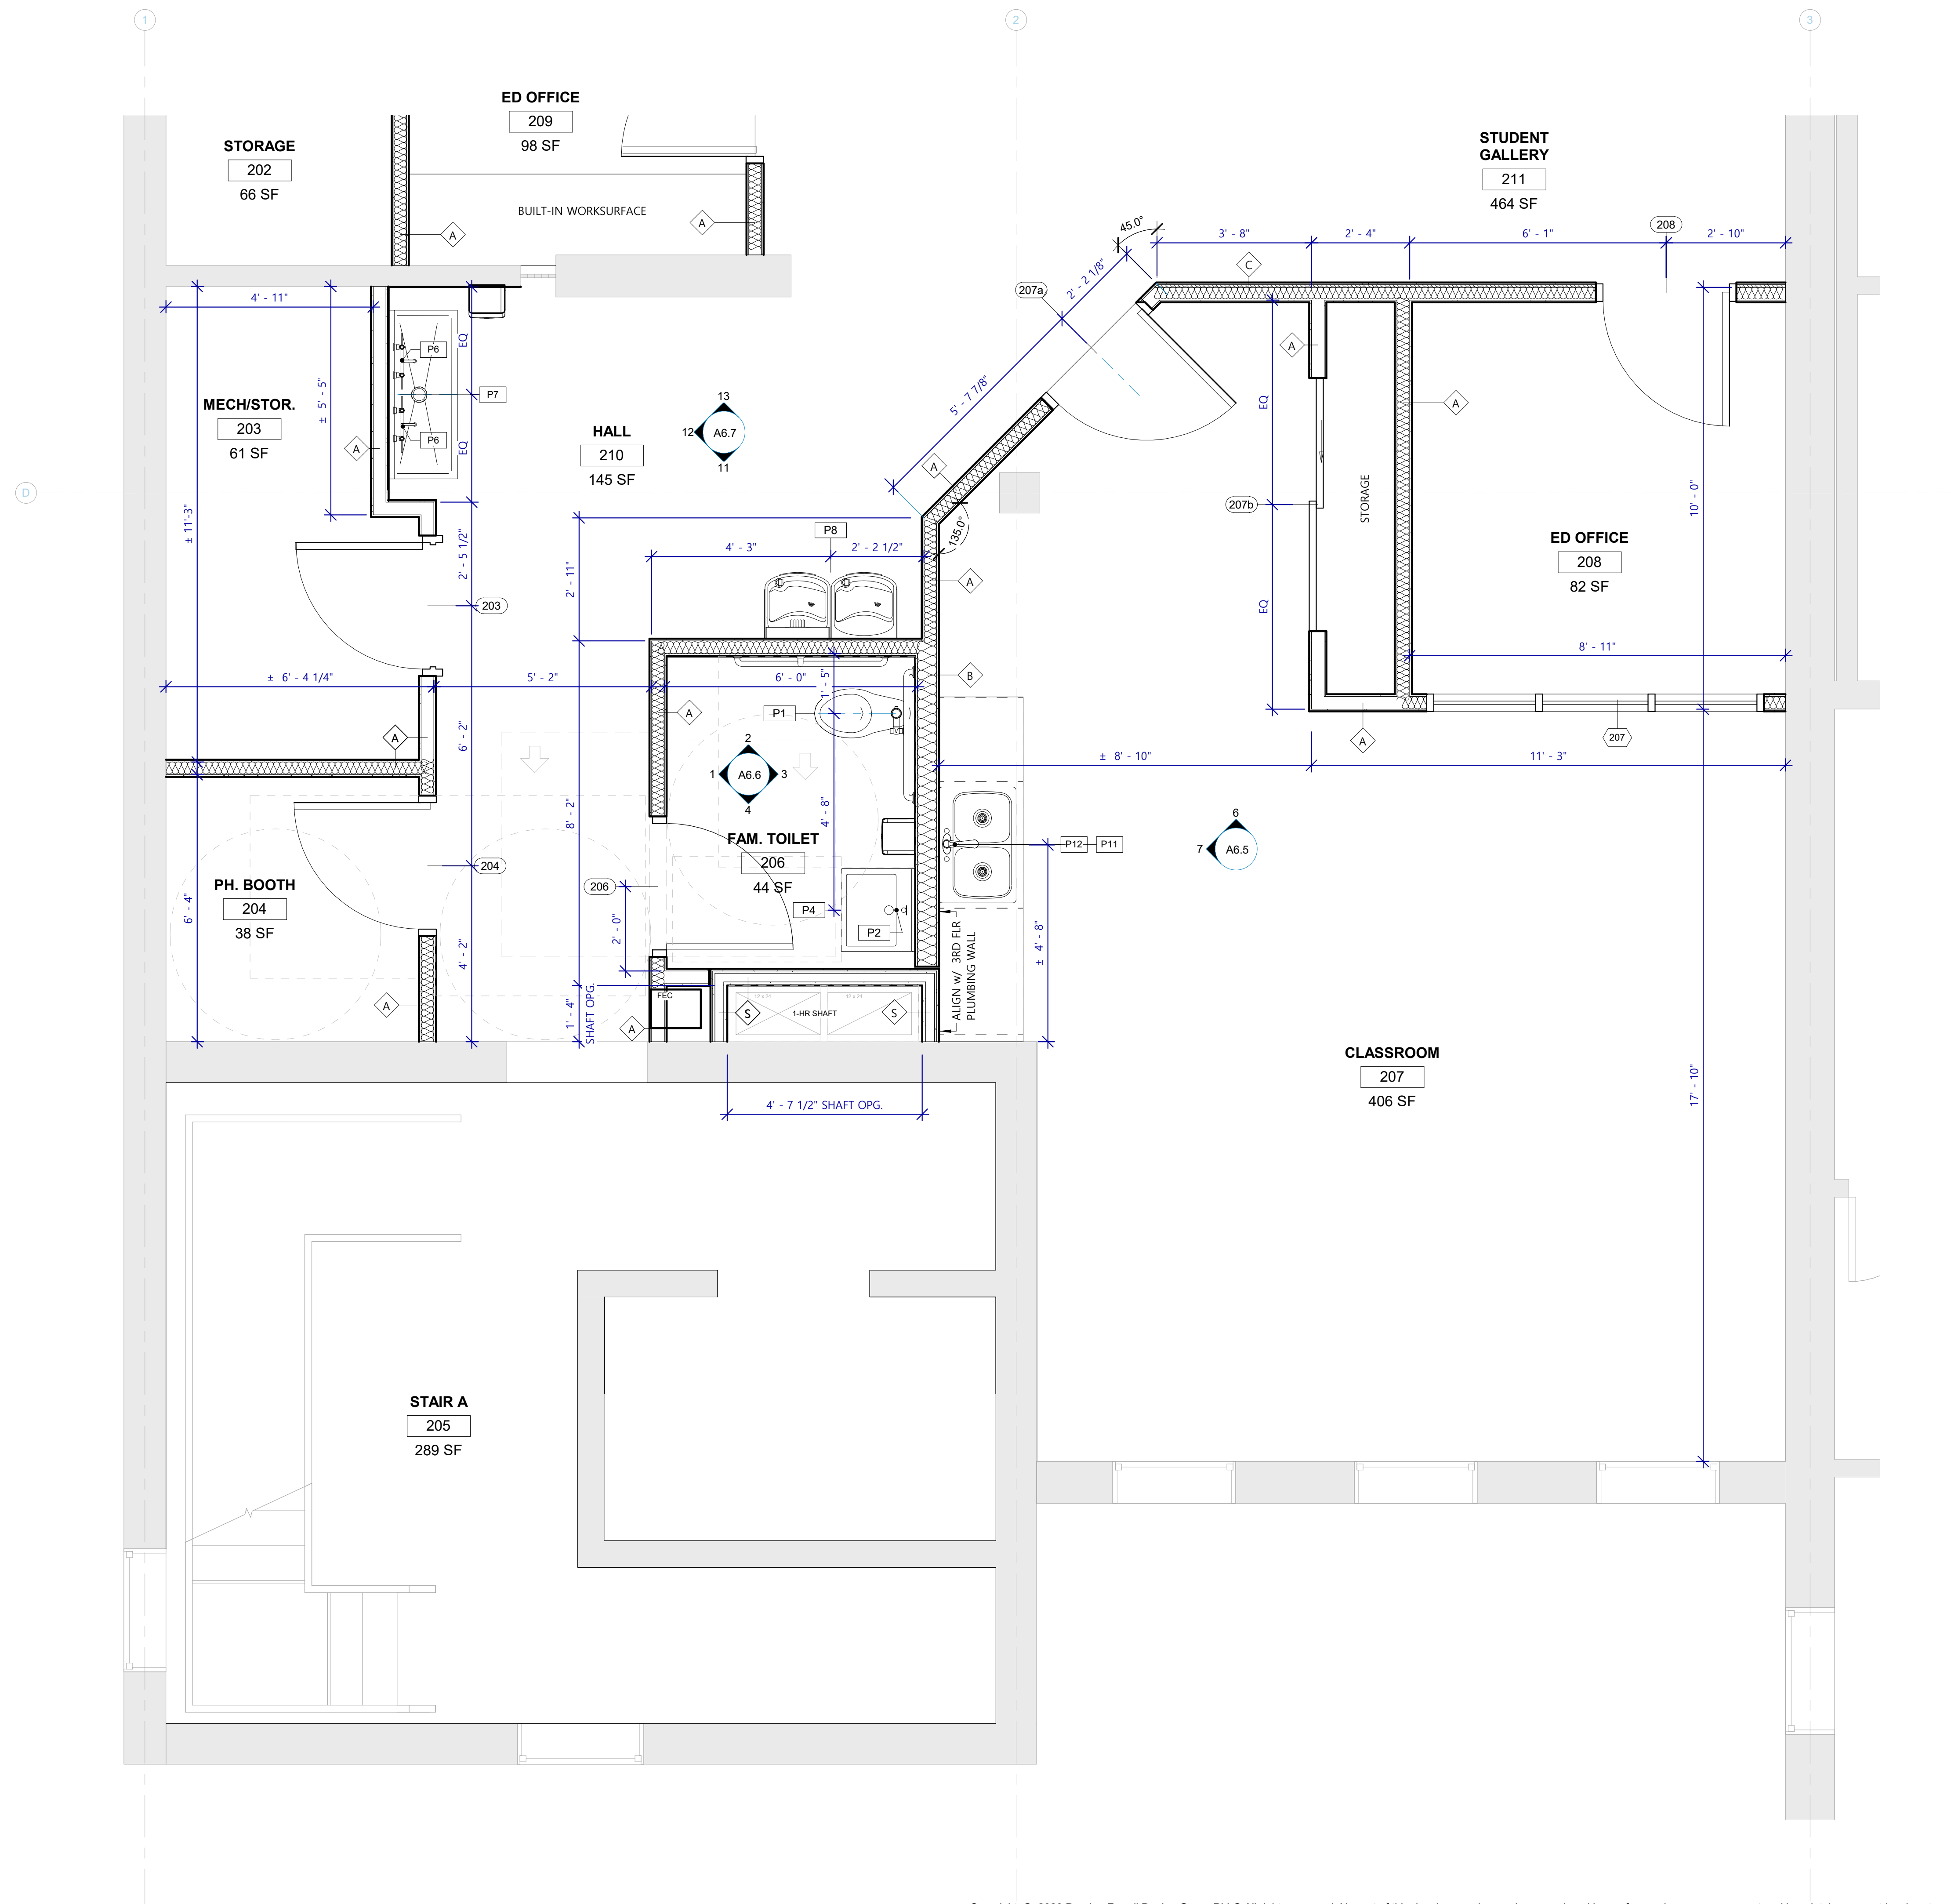 1
2
3
D
ED OFFICE
209
98 SF
STORAGE
202
66 SF
BUILT-IN WORKSURFACE
A
A
STUDENT
GALLERY
211
464 SF
208
45.0°
3' - 8"
2' - 4"
6' - 1"
2' - 10"
2' - 2 1/8"
C
207a
4' - 11"
EQ
P6
A
± 5' - 5"
P7
5' - 7 7/8"
MECH/STOR.
203
61 SF
13
12
A6.7
11
HALL
210
145 SF
EQ
A
P6
EQ
A
A
207b
STORAGE
10' - 0"
± 11'-3"
P8
135.0°
ED OFFICE
208
82 SF
4' - 3"
2' - 2 1/2"
2' - 5 1/2"
2' - 11"
A
EQ
203
8' - 11"
± 6' - 4 1/4"
5' - 2"
6' - 0"
1' - 5"
B
A
P1
A
6' - 2"
2
1
A6.6
3
4
A
207
± 8' - 10"
11' - 3"
8' - 2"
4' - 8"
FAM. TOILET
206
44 SF
P12
P11
6
7
A6.5
204
206
PH. BOOTH
204
38 SF
6' - 4"
P4
P2
2' - 0"
4' - 2"
± 4' - 8"
ALIGN w/ 3RD FLR
PLUMBING WALL
A
FEC
12 x 24
12 x 24
1' - 4"
SHAFT OPG.
S
1-HR SHAFT
S
A
CLASSROOM
207
406 SF
17' - 10"
4' - 7 1/2" SHAFT OPG.
STAIR A
205
289 SF